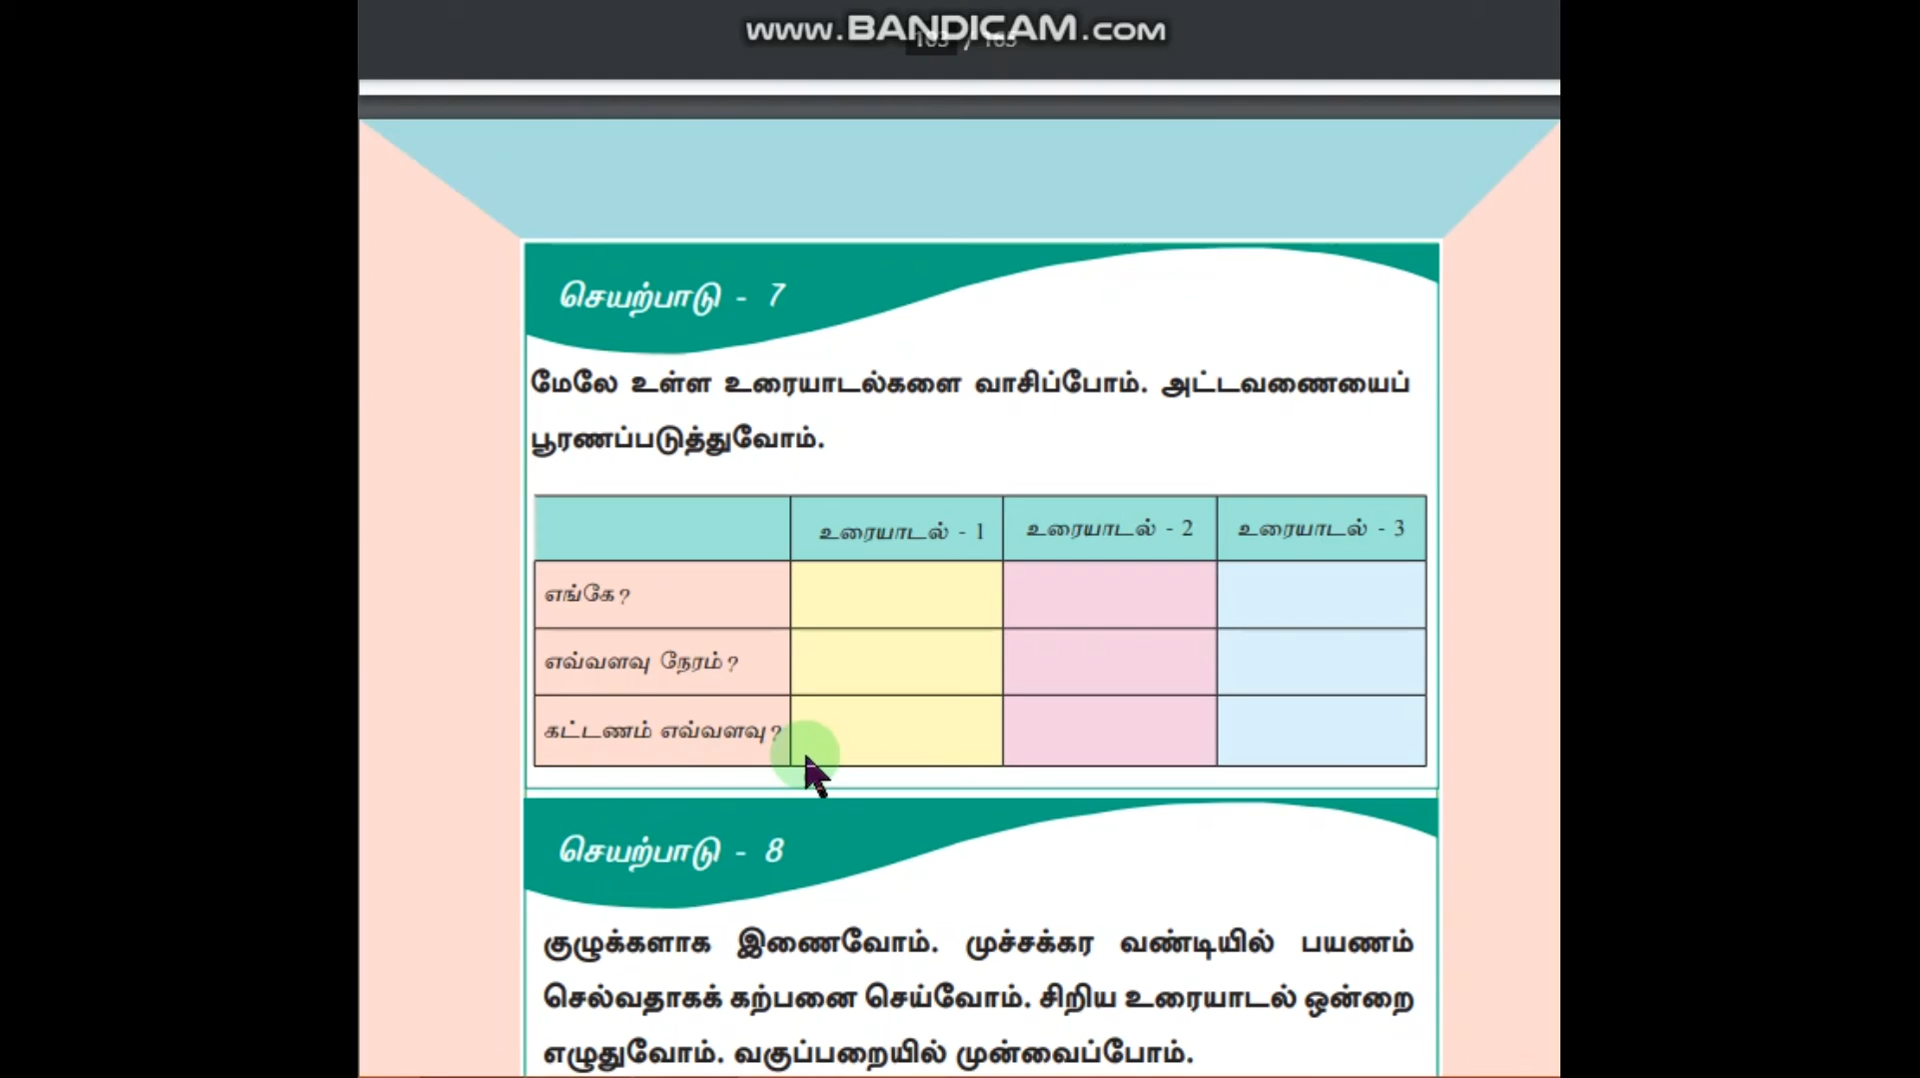 www.BANDICAM.com
103 / 165
செயற்பாடு - 7
மேலே உள்ள உரையாடல்களை வாசிப்போம். அட்டவணையைப்
பூரணப்படுத்துவோம்.
உரையாடல் - 1 உரையாடல் - 2 உரையாடல் - 3
எங்கே?
எவ்வளவு நேரம்?
கட்டணம் எவ்வளவு?
செயற்பாடு - 8
குழுக்களாக இணைவோம். முச்சக்கர வண்டியில் பயணம்
செல்வதாகக் கற்பனை செய்வோம். சிறிய உரையாடல் ஒன்றை
எழுதுவோம். வகுப்பறையில் முன்வைப்போம்.